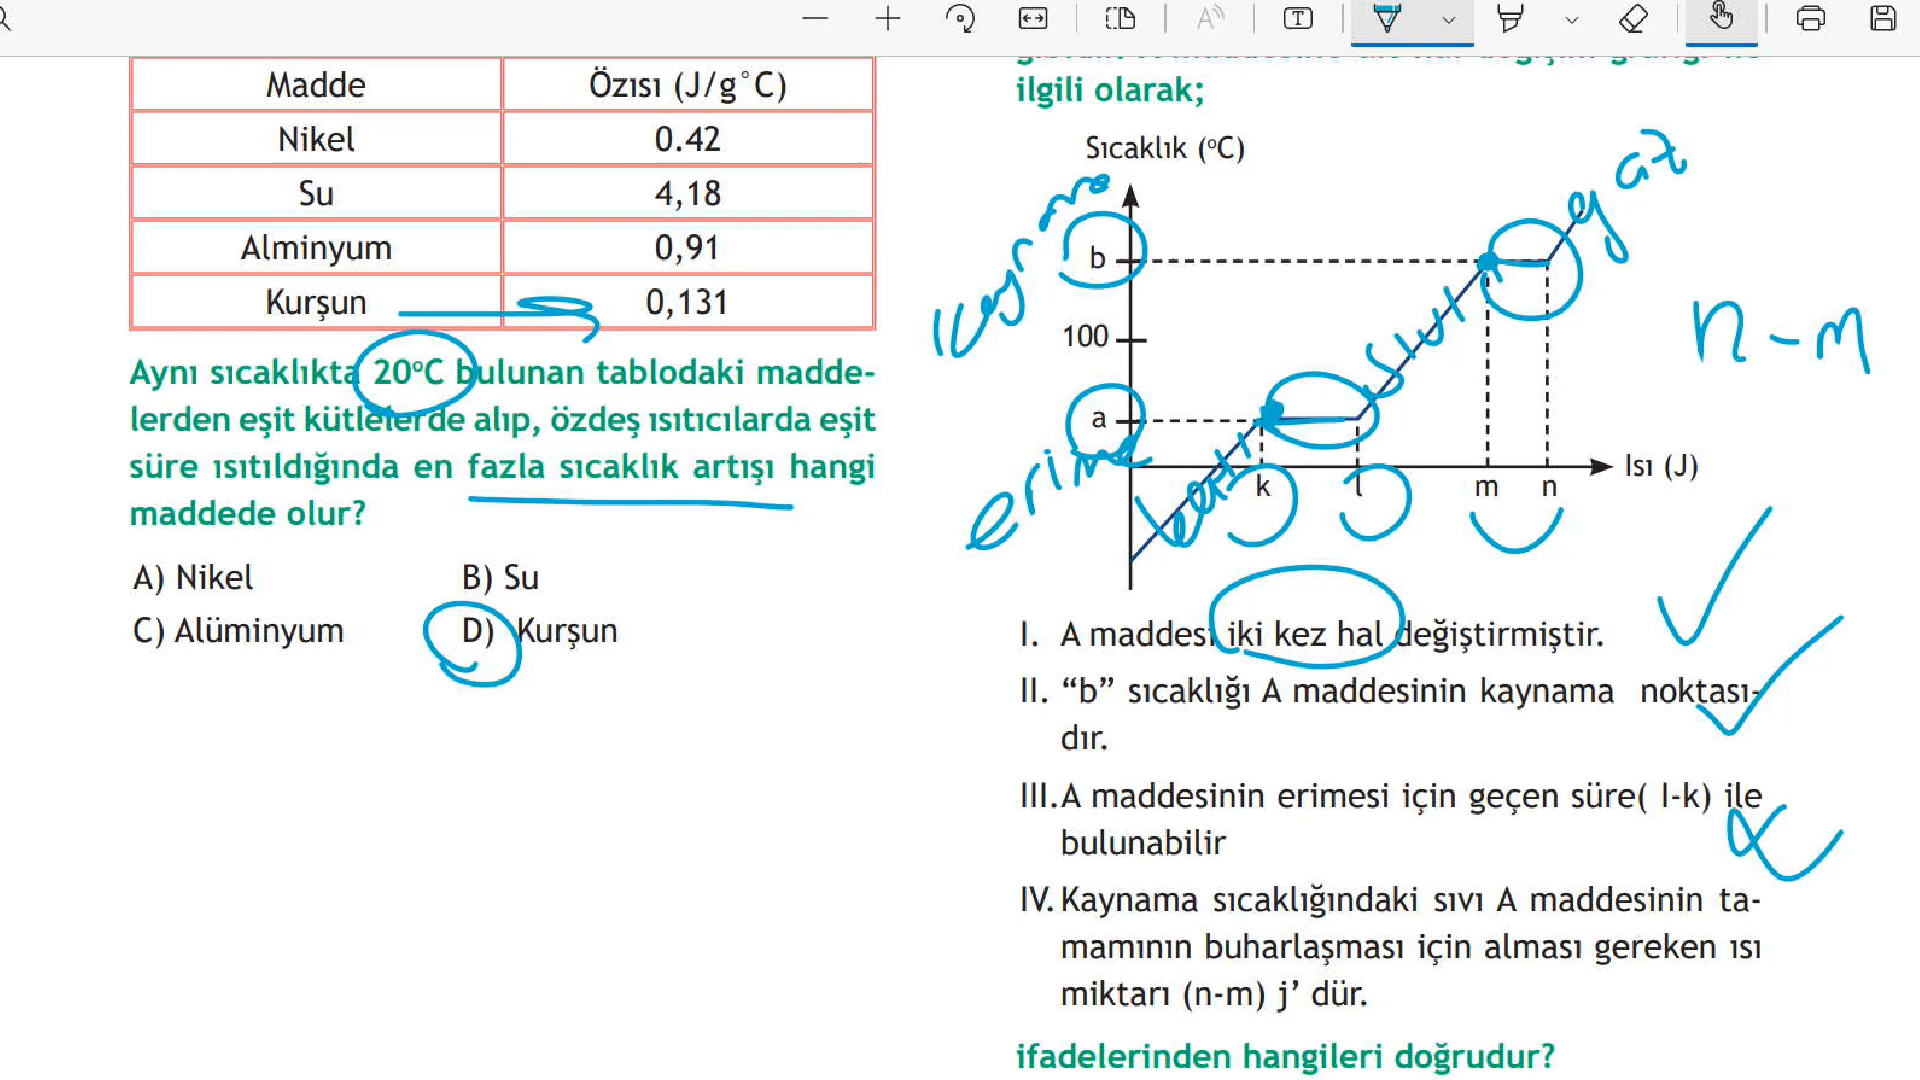 Madde Özısı (J/g°C)
Nikel 0.42
Su 4,18
Alminyum 0,91
Kurşun 0,131
Aynı sıcaklıkta 20°C bulunan tablodaki madde-
lerden eşit kütlelerde alıp, özdeş ısıtıcılarda eşit
süre ısıtıldığında en fazla sıcaklık artışı hangi
maddede olur?
A) Nikel B) Su
C) Alüminyum D) Kurşun
ilgili olarak;
Sıcaklık (°C)
b
100
a
k l m n
Isı (J)
kaynama
erime
katı
sıvı
gaz
n-m
I. A maddesi iki kez hal değiştirmiştir.
II. “b” sıcaklığı A maddesinin kaynama noktası-
dır.
III. A maddesinin erimesi için geçen süre( l-k) ile
bulunabilir
IV. Kaynama sıcaklığındaki sıvı A maddesinin ta-
mamının buharlaşması için alması gereken ısı
miktarı (n-m) j’ dür.
ifadelerinden hangileri doğrudur?